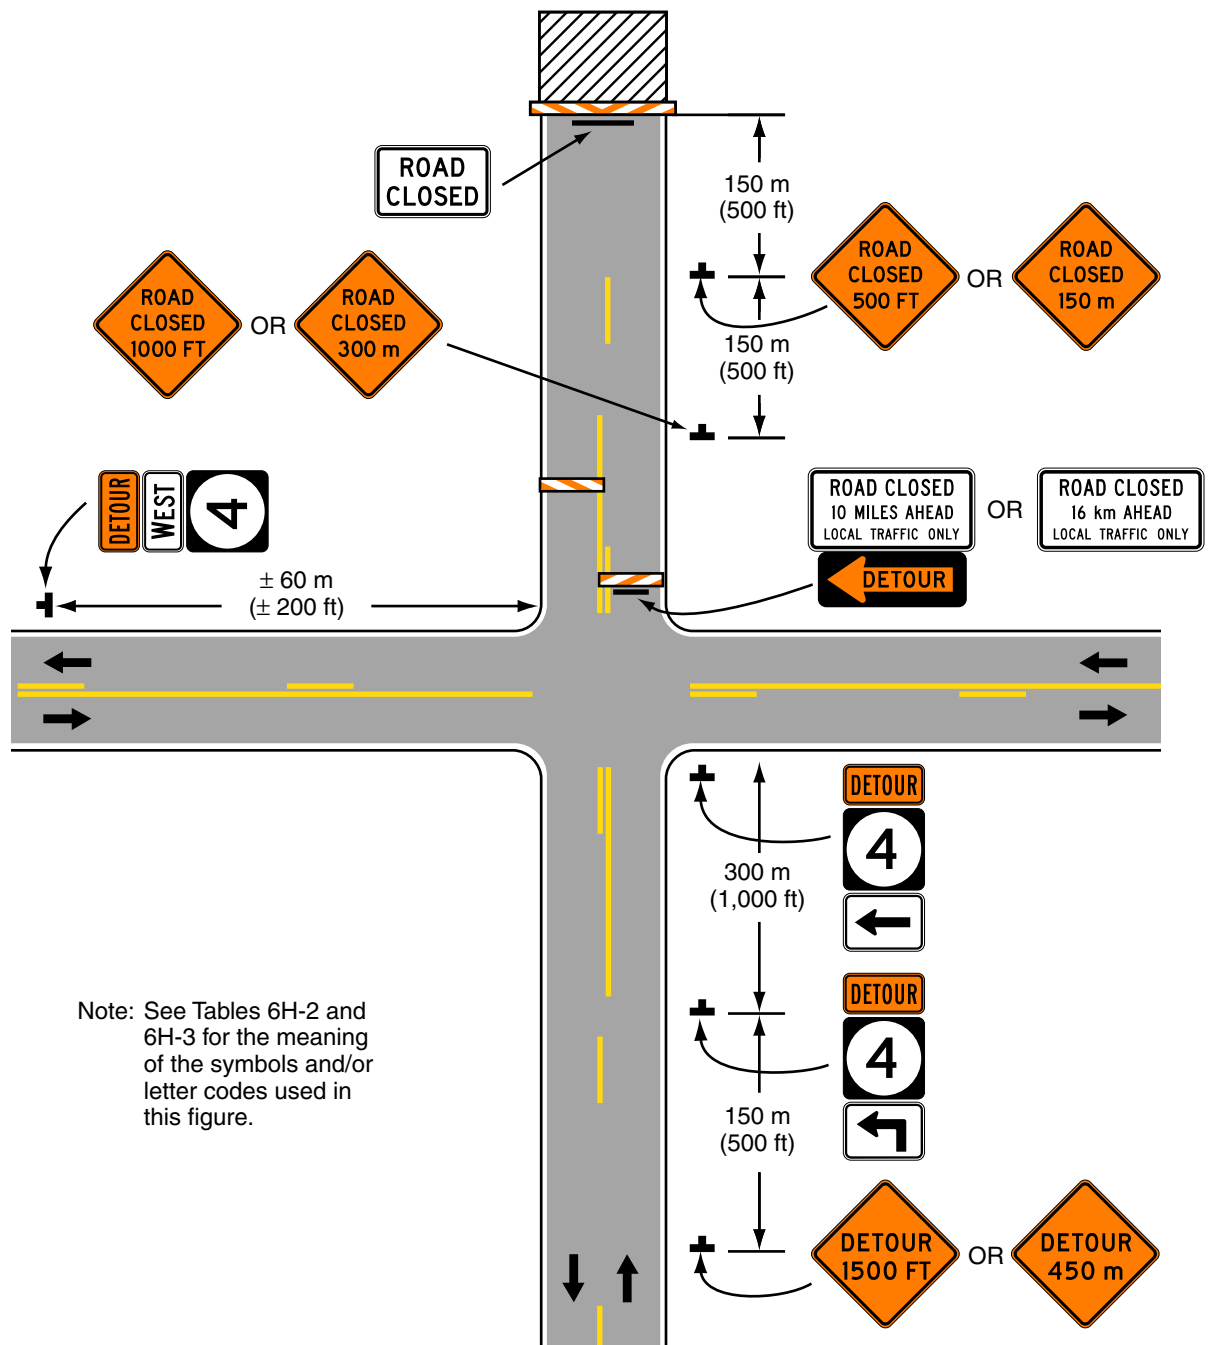 ROAD
CLOSED
150 m
(500 ft)
ROAD
CLOSED
500 FT
OR
ROAD
CLOSED
150 m
ROAD
CLOSED
1000 FT
OR
ROAD
CLOSED
300 m
150 m
(500 ft)
DETOUR
WEST
4
± 60 m
(± 200 ft)
ROAD CLOSED
10 MILES AHEAD
LOCAL TRAFFIC ONLY
DETOUR
OR
ROAD CLOSED
16 km AHEAD
LOCAL TRAFFIC ONLY
DETOUR
4
300 m
(1,000 ft)
DETOUR
4
150 m
(500 ft)
Note: See Tables 6H-2 and
6H-3 for the meaning
of the symbols and/or
letter codes used in
this figure.
DETOUR
1500 FT
OR
DETOUR
450 m